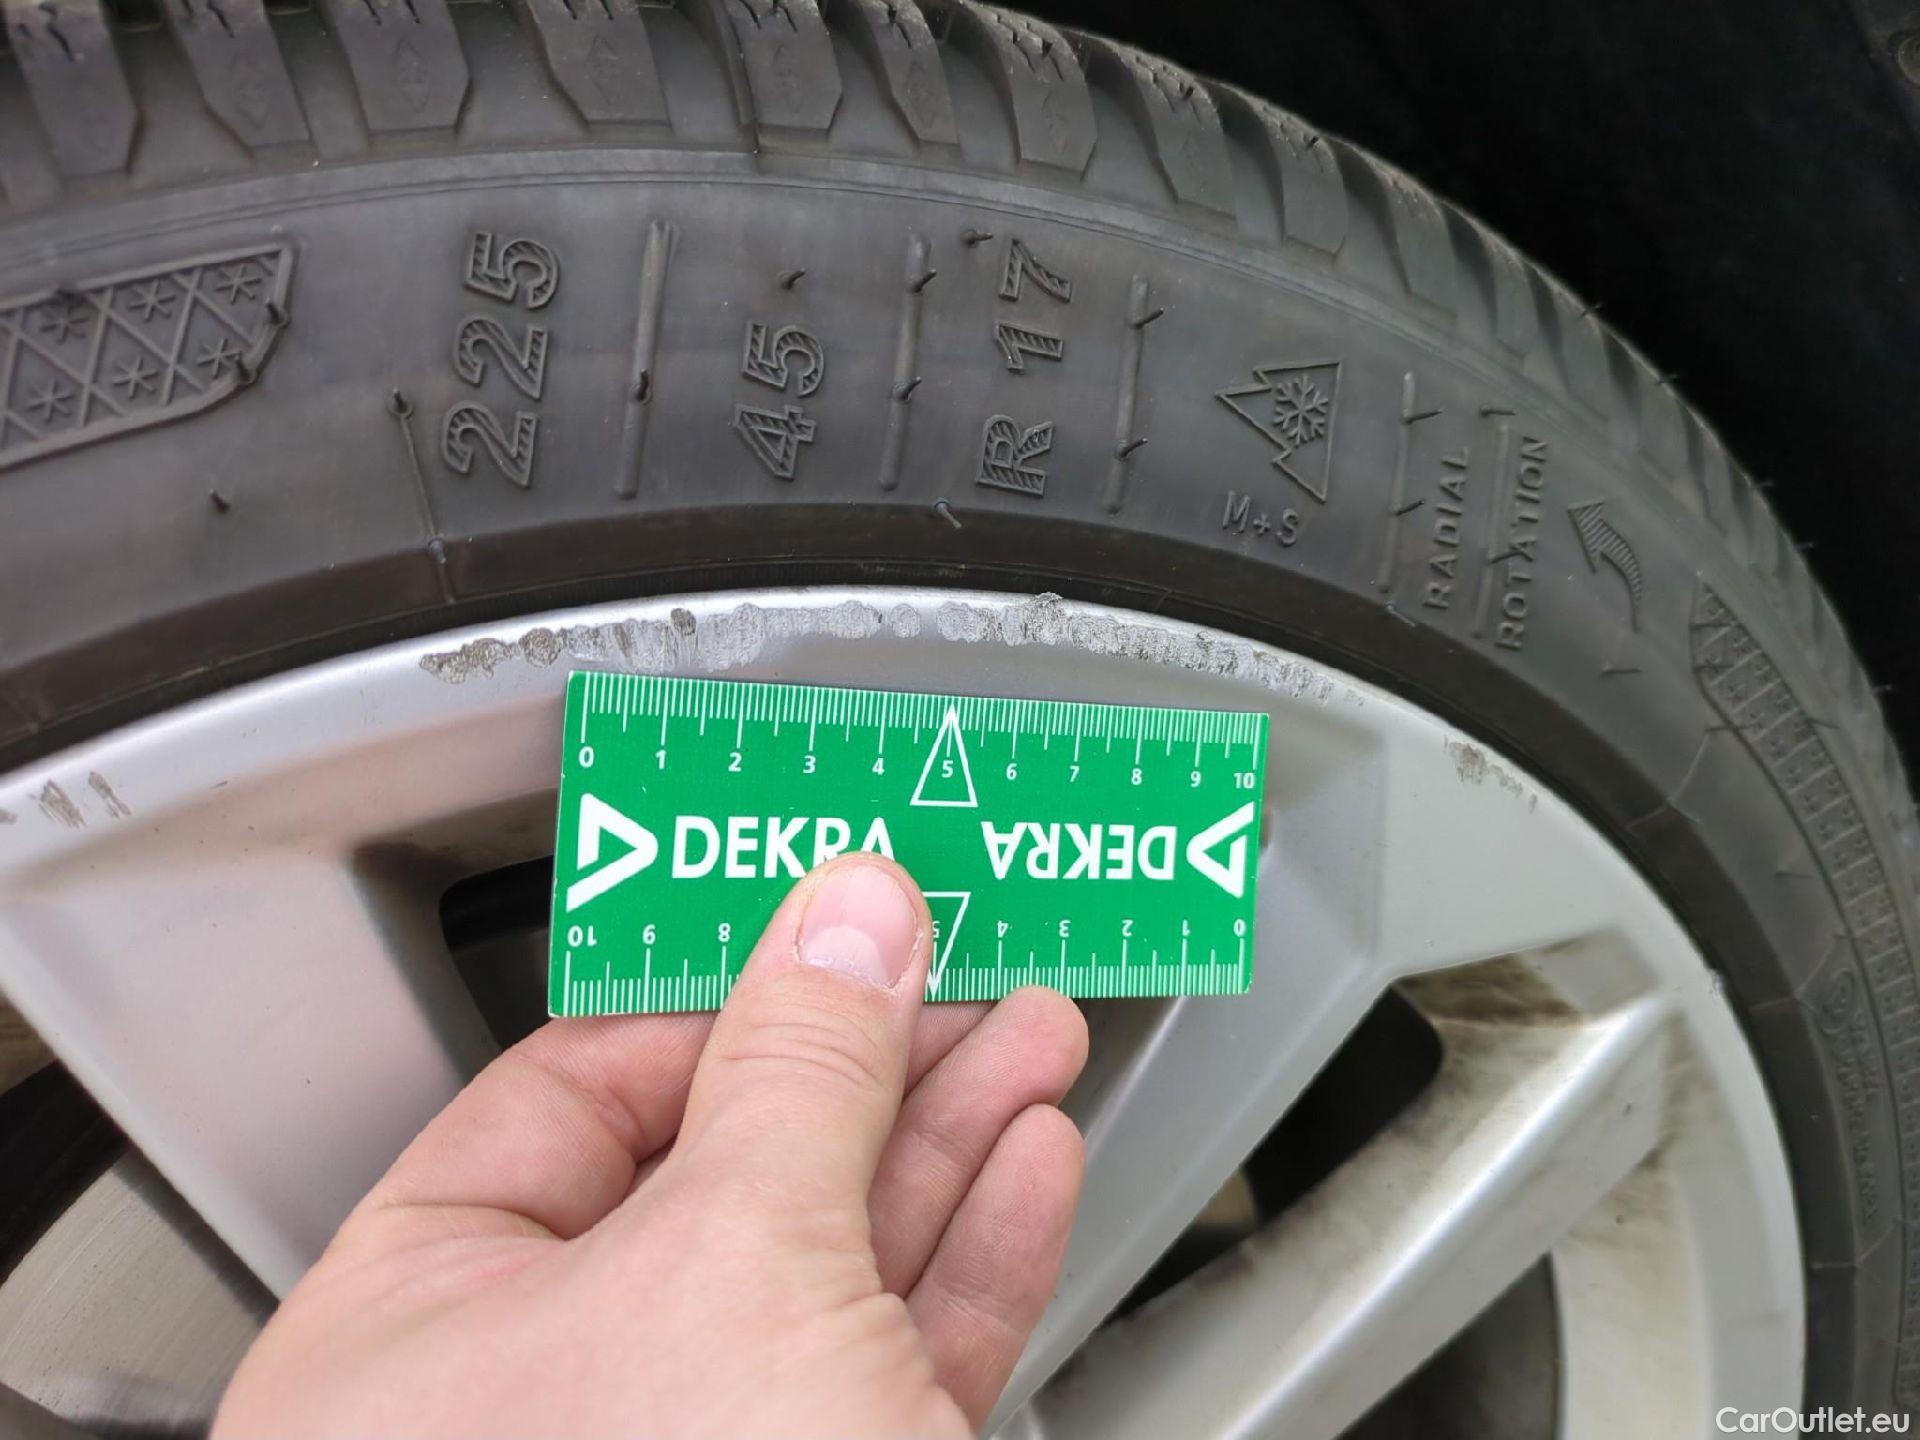 225
45
R 17
M+S
RADIAL
ROTATION
0 1 2 3 4 5 6 7 8 9 10
DEKRA
DEKRA
10 9 8 5 4 3 2 1 0
CarOutlet.eu